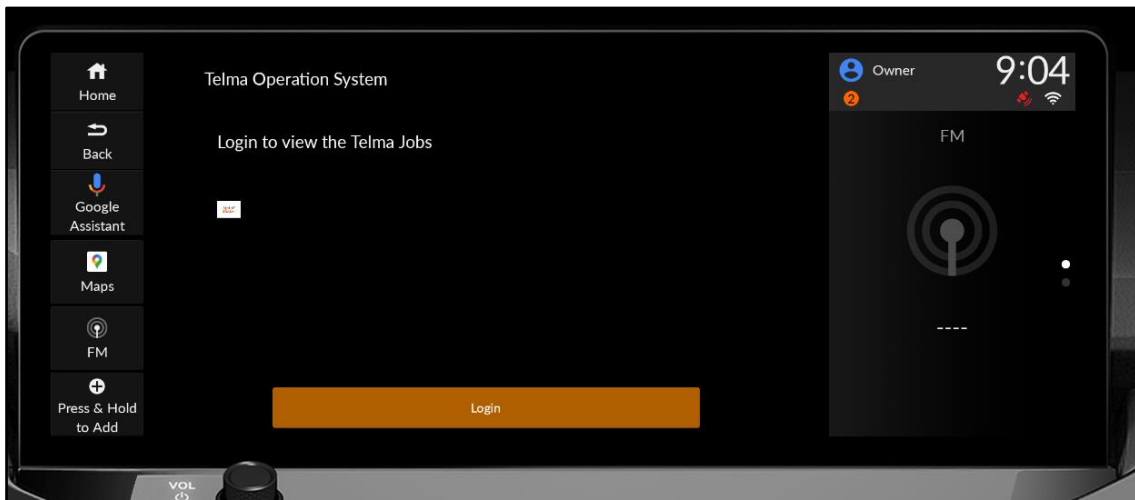 Home
Back
Google
Assistant
Maps
FM
Press & Hold
to Add
Telma Operation System
Login to view the Telma Jobs
Login
Owner
9:04
2
FM
----
VOL